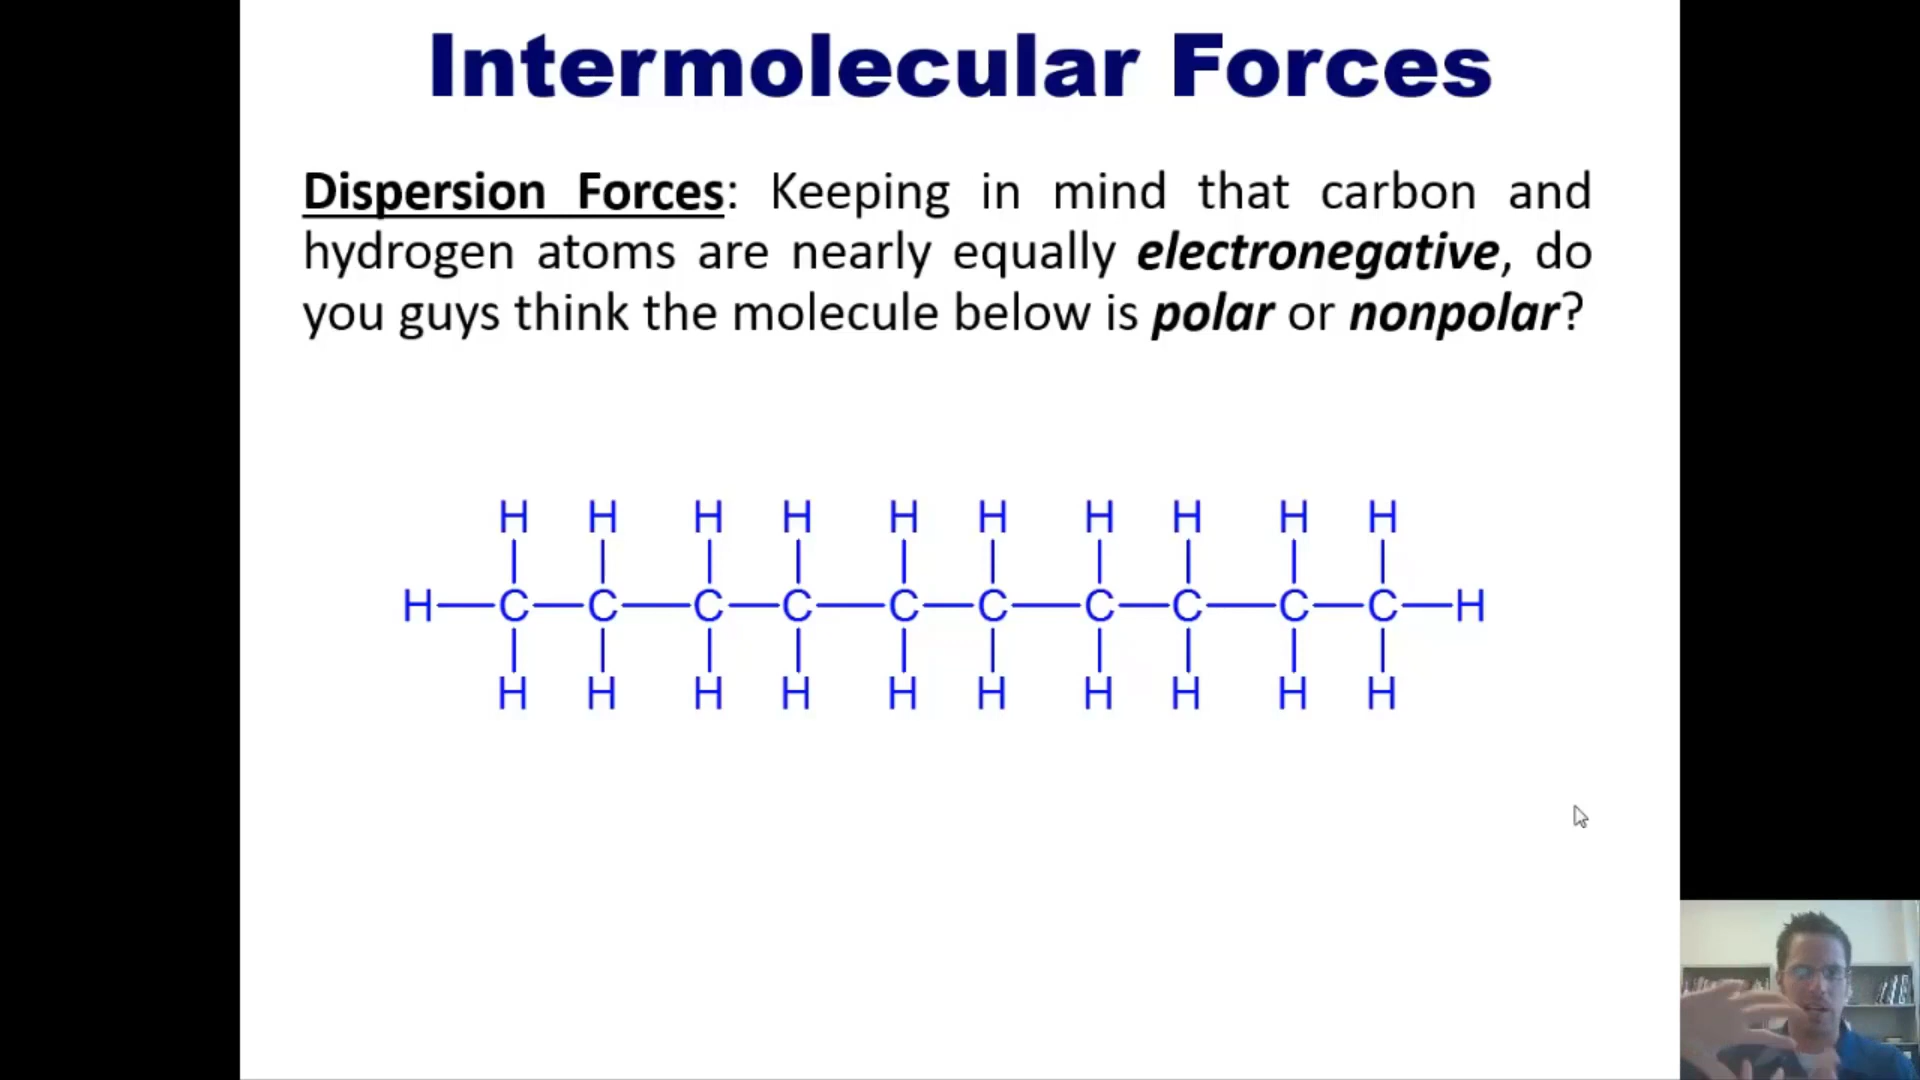 Intermolecular Forces
Dispersion Forces: Keeping in mind that carbon and
hydrogen atoms are nearly equally electronegative, do
you guys think the molecule below is polar or nonpolar?
H H H H H H H H H H
H C C C C C C C C C C H
H H H H H H H H H H